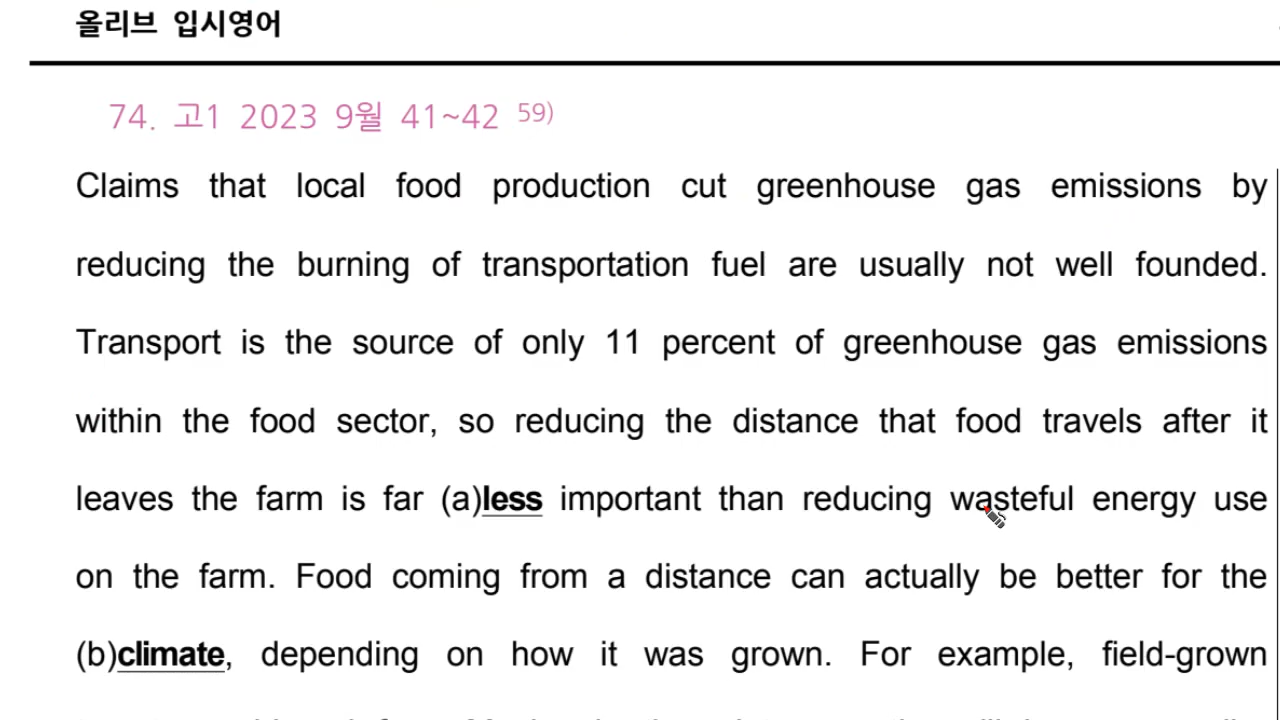 올리브 입시영어
74. 고1 2023 9월 41~42 59)
Claims that local food production cut greenhouse gas emissions by
reducing the burning of transportation fuel are usually not well founded.
Transport is the source of only 11 percent of greenhouse gas emissions
within the food sector, so reducing the distance that food travels after it
leaves the farm is far (a)less important than reducing wasteful energy use
on the farm. Food coming from a distance can actually be better for the
(b)climate, depending on how it was grown. For example, field-grown